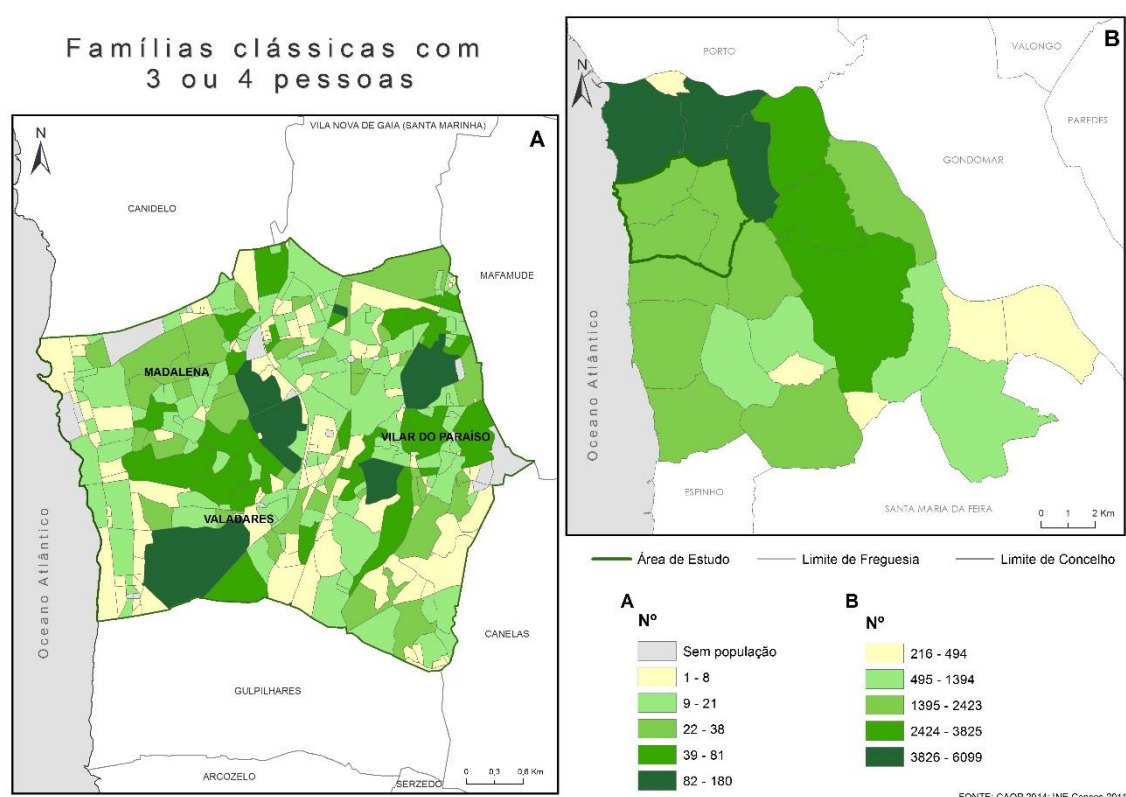 Famílias clássicas com
3 ou 4 pessoas
N
VILA NOVA DE GAIA (SANTA MARINHA)
A
CANIDELO
MAFAMUDE
MADALENA
VILAR DO PARAÍSO
VALADARES
Oceano Atlântico
CANELAS
GULPILHARES
ARCOZELO
SERZEDO
0 0,3 0,6 Km
PORTO
VALONGO
B
N
PAREDES
GONDOMAR
Oceano Atlântico
ESPINHO
SANTA MARIA DA FEIRA
0 1 2 Km
Área de Estudo
Limite de Freguesia
Limite de Concelho
A
Nº
Sem população
1 - 8
9 - 21
22 - 38
39 - 81
82 - 180
B
Nº
216 - 494
495 - 1394
1395 - 2423
2424 - 3825
3826 - 6099
FONTE: CAOP 2014; INE Censos 2011